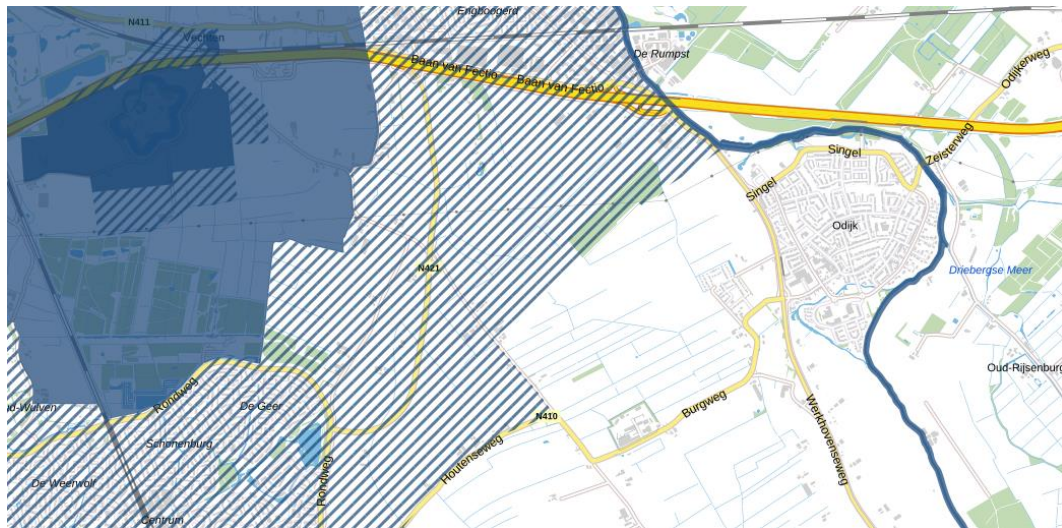 Engboogerd
N411
Vechten
De Rumpst
Odijkerweg
Baan van Fectio
Baan van Fectio
Singel
Zeisterweg
Singel
Odijk
N421
Driebergse Meer
Oud-Rijsenburg
Rondweg
De Geer
Burgweg
N410
Werkhovenseweg
Schonenburg
Houtenseweg
De Weerwolf
Rondweg
Centrum